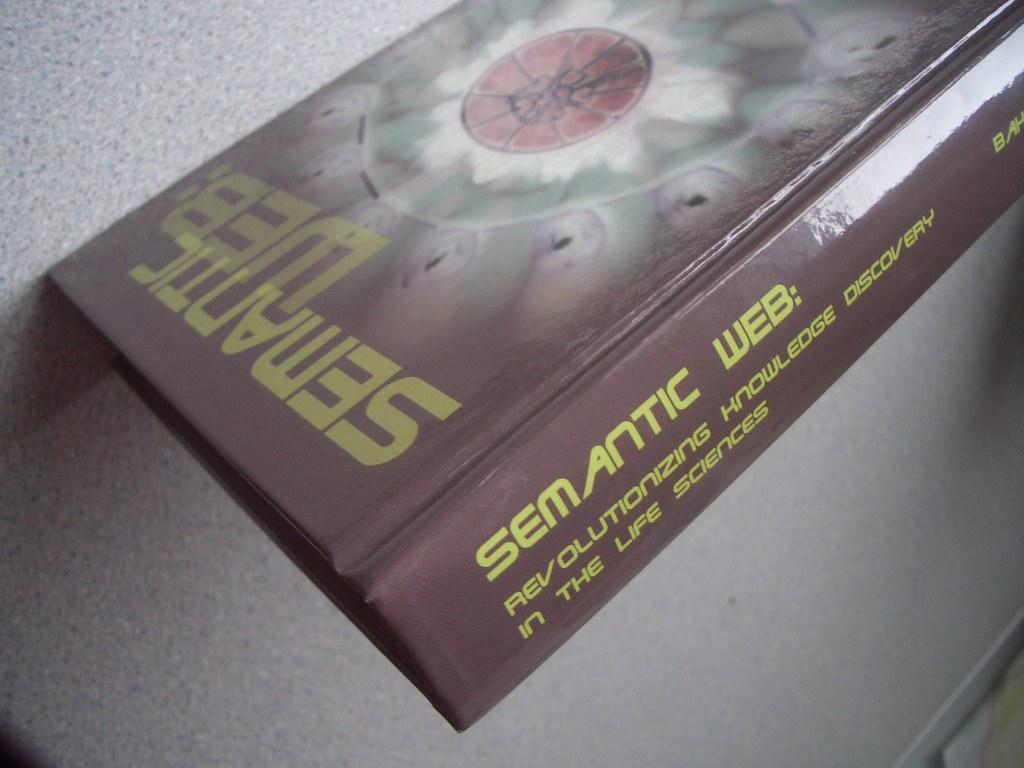 SEMANTIC
WEB:
SEMANTIC WEB:
REVOLUTIONIZING KNOWLEDGE DISCOVERY
IN THE LIFE SCIENCES